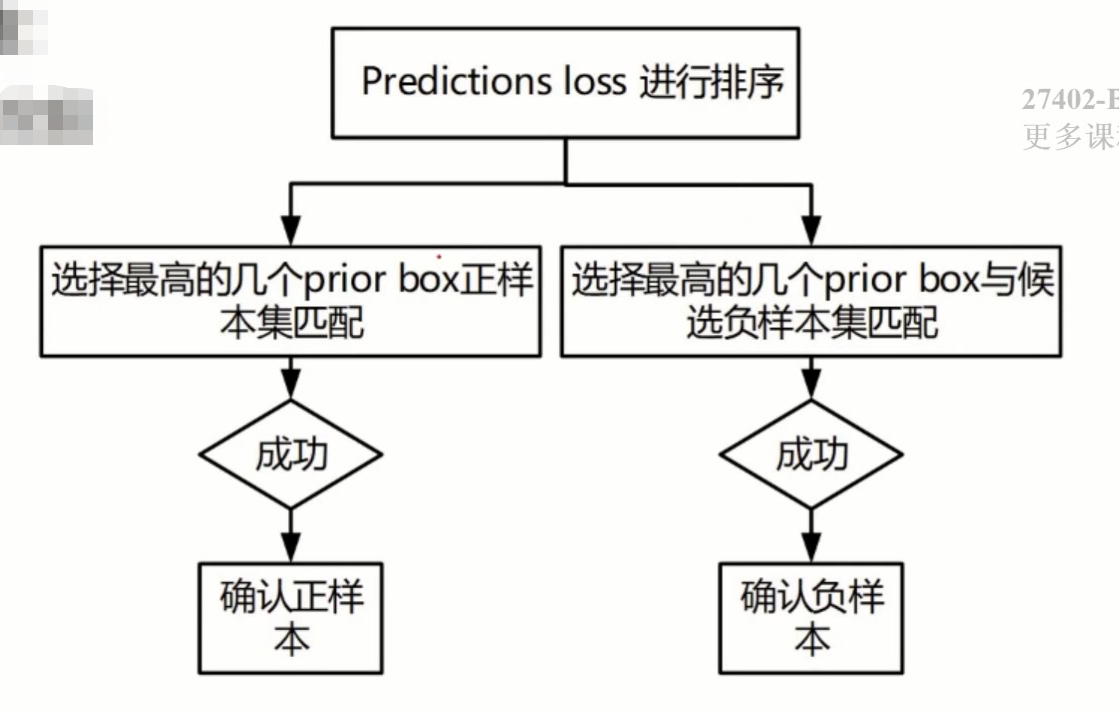 Predictions loss 进行排序
27402-
更多课
选择最高的几个prior box正样
本集匹配
选择最高的几个prior box与候
选负样本集匹配
成功
成功
确认正样
本
确认负样
本